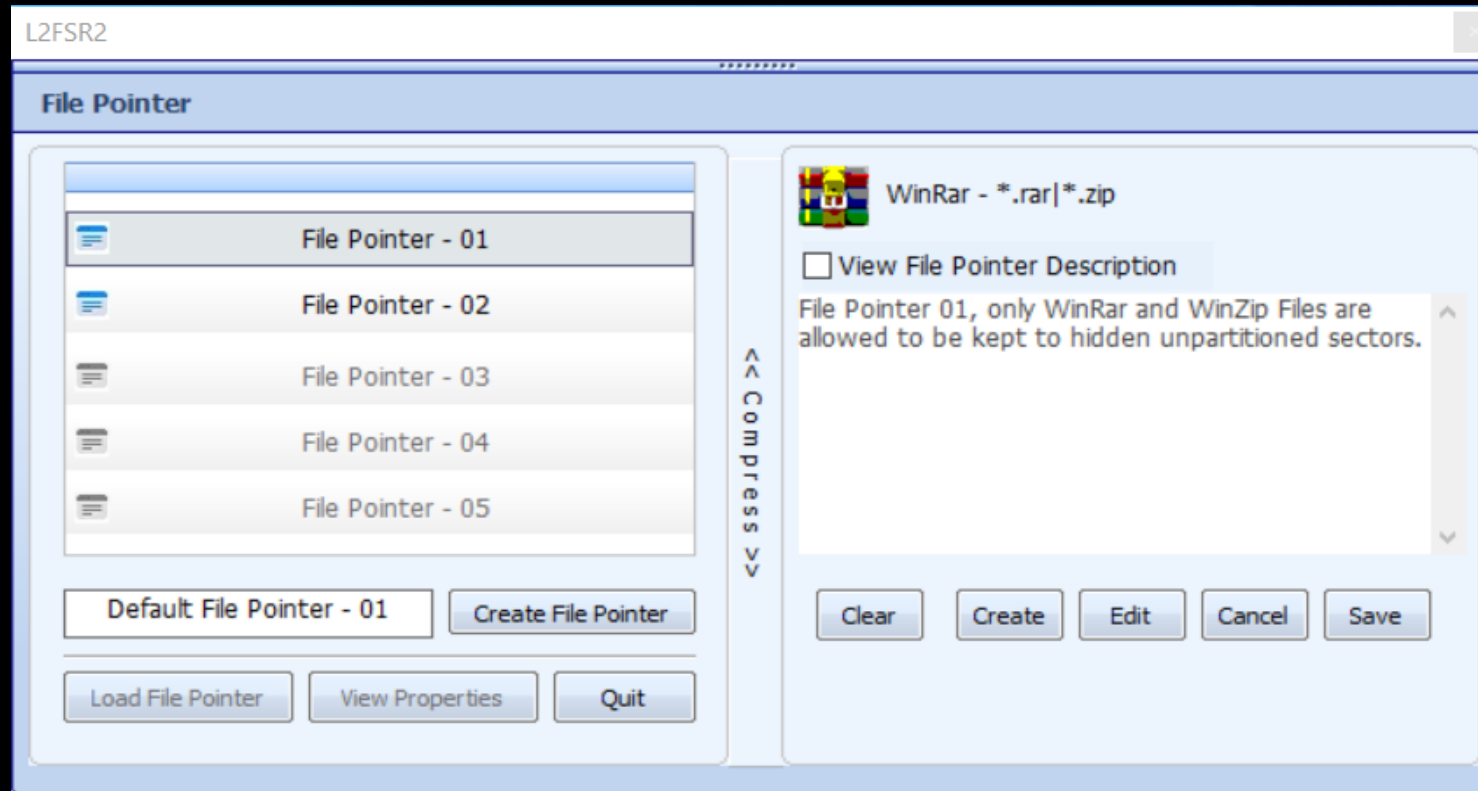 L2FSR2
File Pointer
File Pointer - 01
File Pointer - 02
File Pointer - 03
File Pointer - 04
File Pointer - 05
Default File Pointer - 01
Create File Pointer
Load File Pointer
View Properties
Quit
<< Compress >>
WinRar - *.rar|*.zip
View File Pointer Description
File Pointer 01, only WinRar and WinZip Files are
allowed to be kept to hidden unpartitioned sectors.
Clear
Create
Edit
Cancel
Save